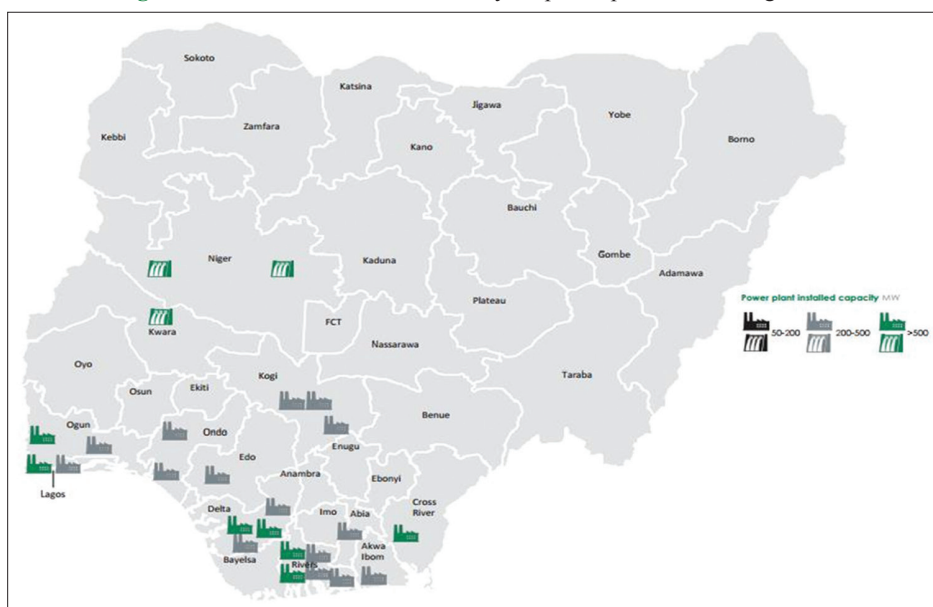 Sokoto
Katsina
Jigawa
Yobe
Borno
Zamfara
Kebbi
Kano
Bauchi
Gombe
Niger
Kaduna
Adamawa
Plateau
Power plant installed capacity MW
50-200 200-500 >500
Kwara
FCT
Nassarawa
Taraba
Oyo
Kogi
Osun
Ekiti
Benue
Ogun
Ondo
Enugu
Edo
Anambra
Ebonyi
Lagos
Cross
River
Delta
Imo
Abia
Akwa
Ibom
Bayelsa
Rivers